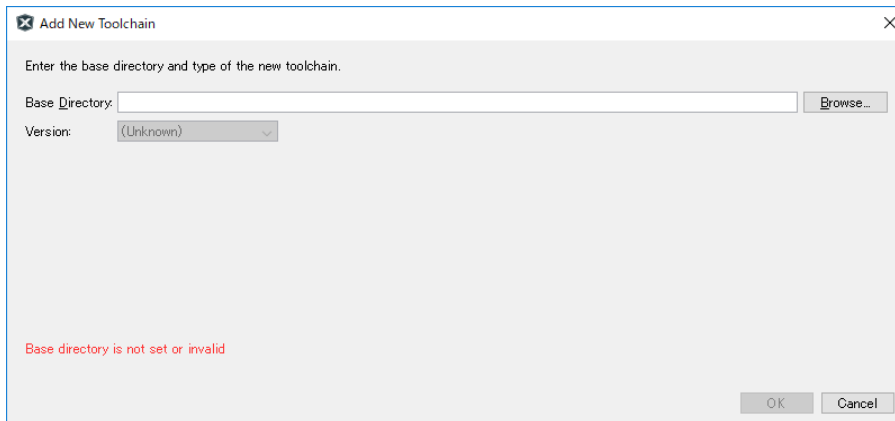 Add New Toolchain
Enter the base directory and type of the new toolchain.
Base Directory: Browse...
Version: (Unknown)
Base directory is not set or invalid
OK Cancel